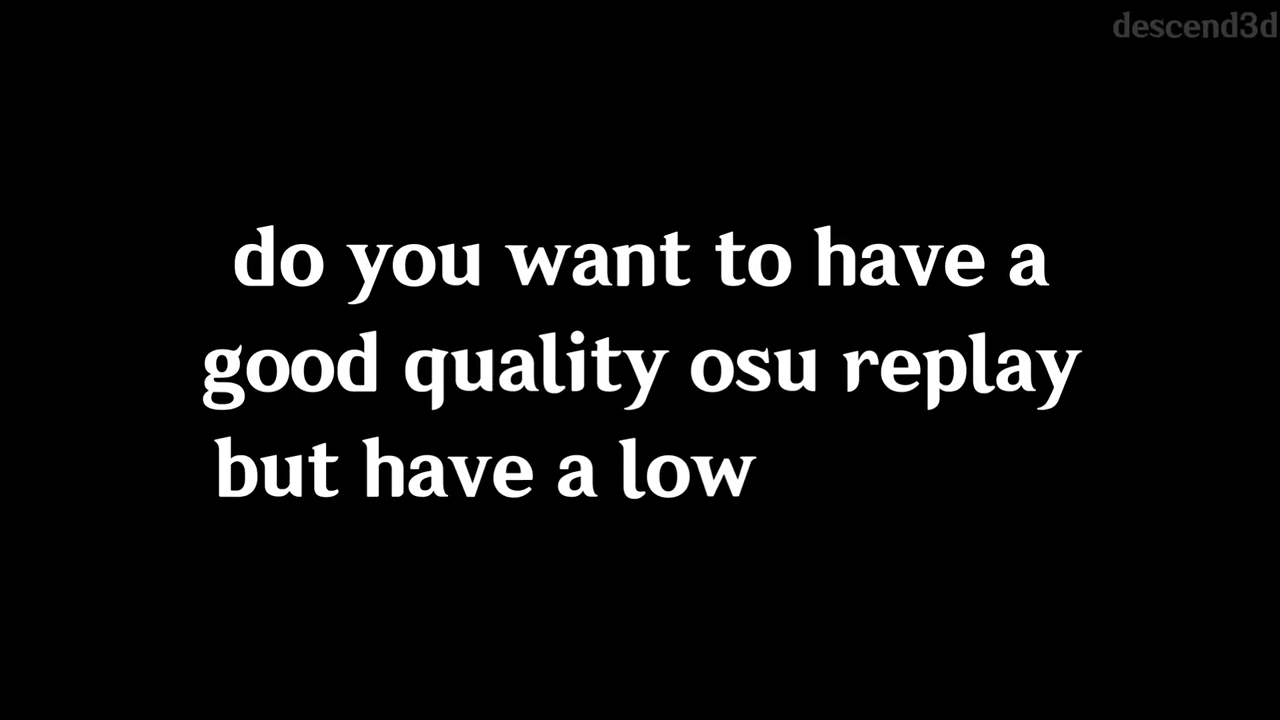 descend3d
do you want to have a
good quality osu replay
but have a low